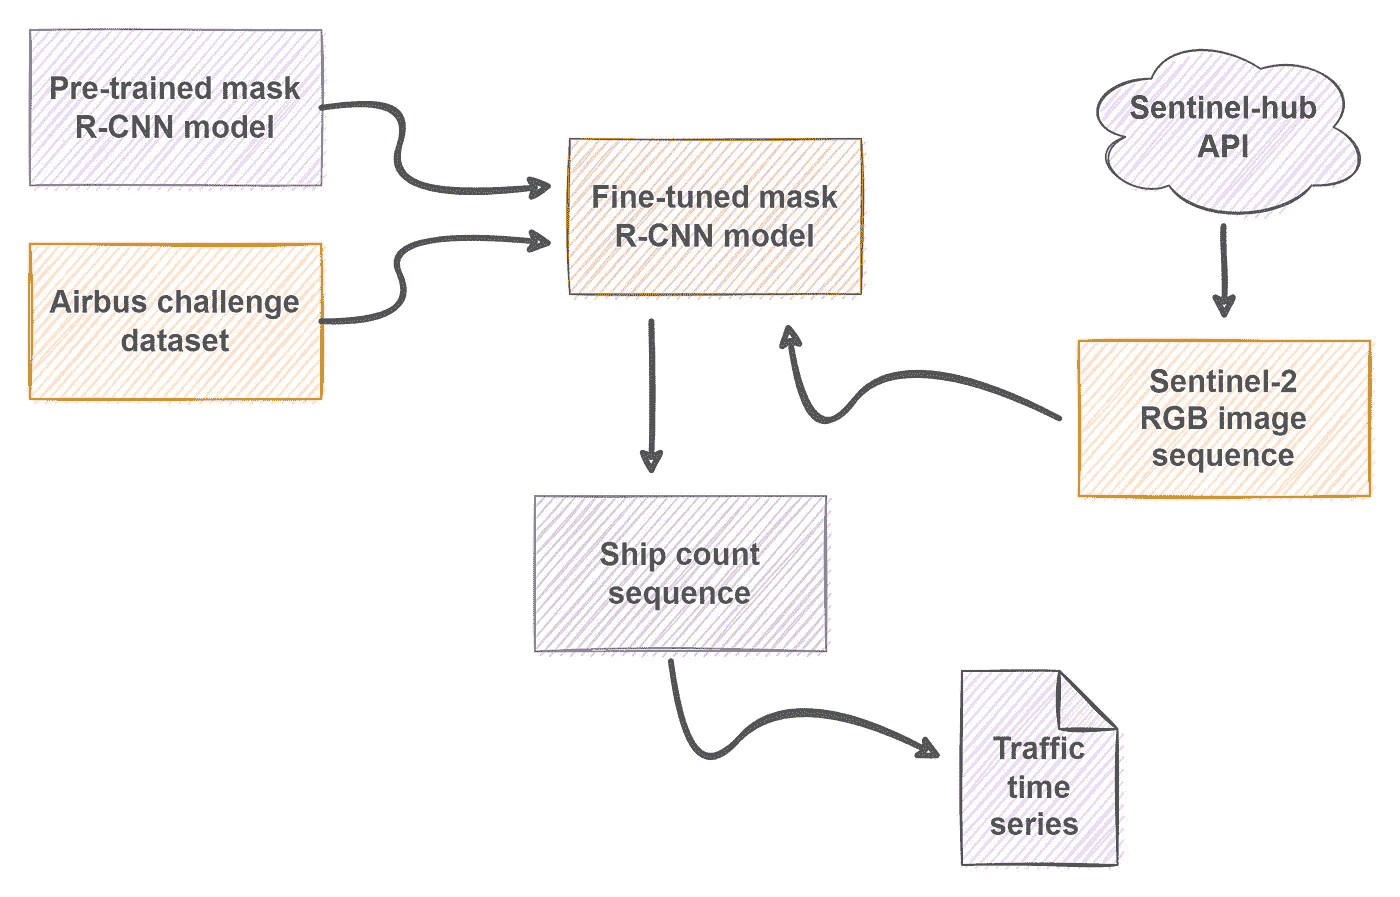 Pre-trained mask
R-CNN model
Sentinel-hub
API
Fine-tuned mask
R-CNN model
Airbus challenge
dataset
Sentinel-2
RGB image
sequence
Ship count
sequence
Traffic
time
series